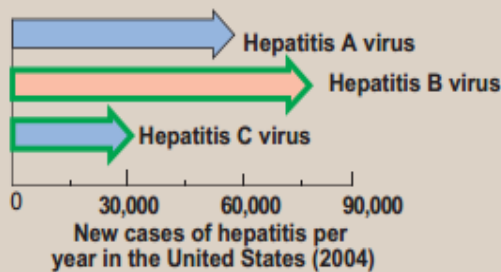 Hepatitis A virus
Hepatitis B virus
Hepatitis C virus
0 30,000 60,000 90,000
New cases of hepatitis per
year in the United States (2004)